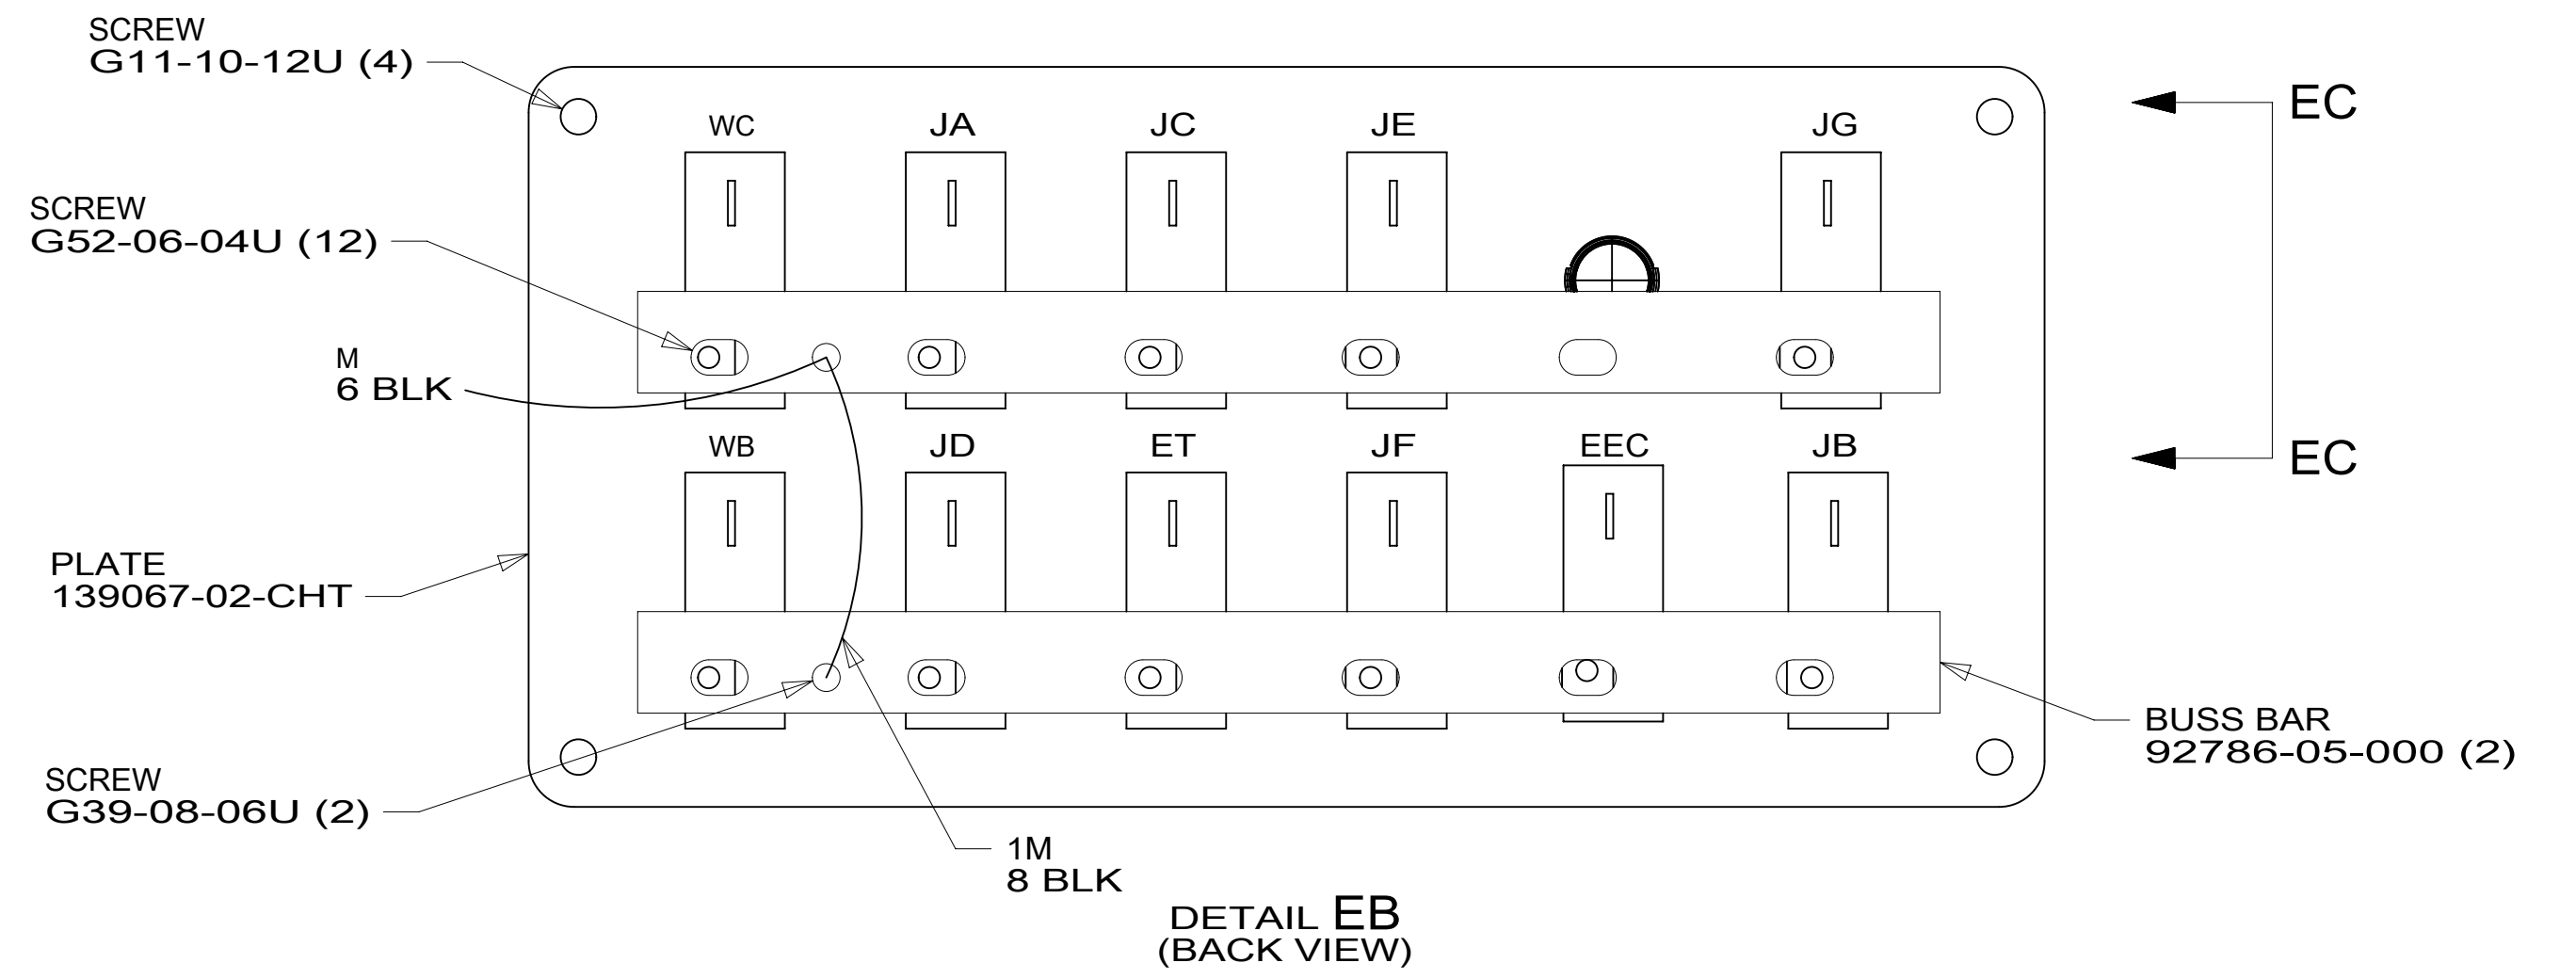 SCREW
G11-10-12U (4)
EC
WC JA JC JE JG
SCREW
G52-06-04U (12)
M
6 BLK
WB JD ET JF EEC JB
EC
PLATE
139067-02-CHT
BUSS BAR
92786-05-000 (2)
SCREW
G39-08-06U (2)
1M
8 BLK
DETAIL EB
(BACK VIEW)